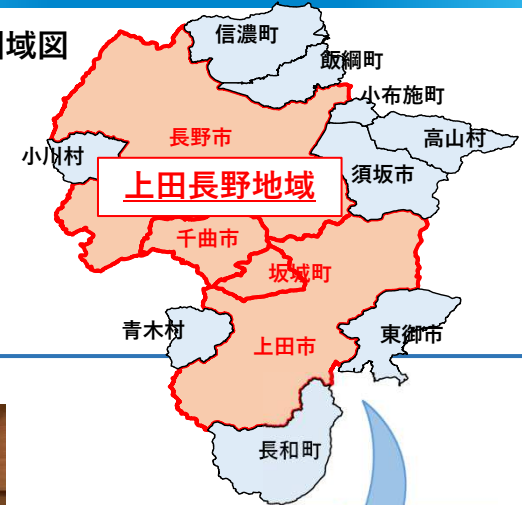 域図
信濃町
飯綱町
小布施町
高山村
長野市
小川村
須坂市
上田長野地域
千曲市
坂城町
青木村
上田市
東御市
長和町